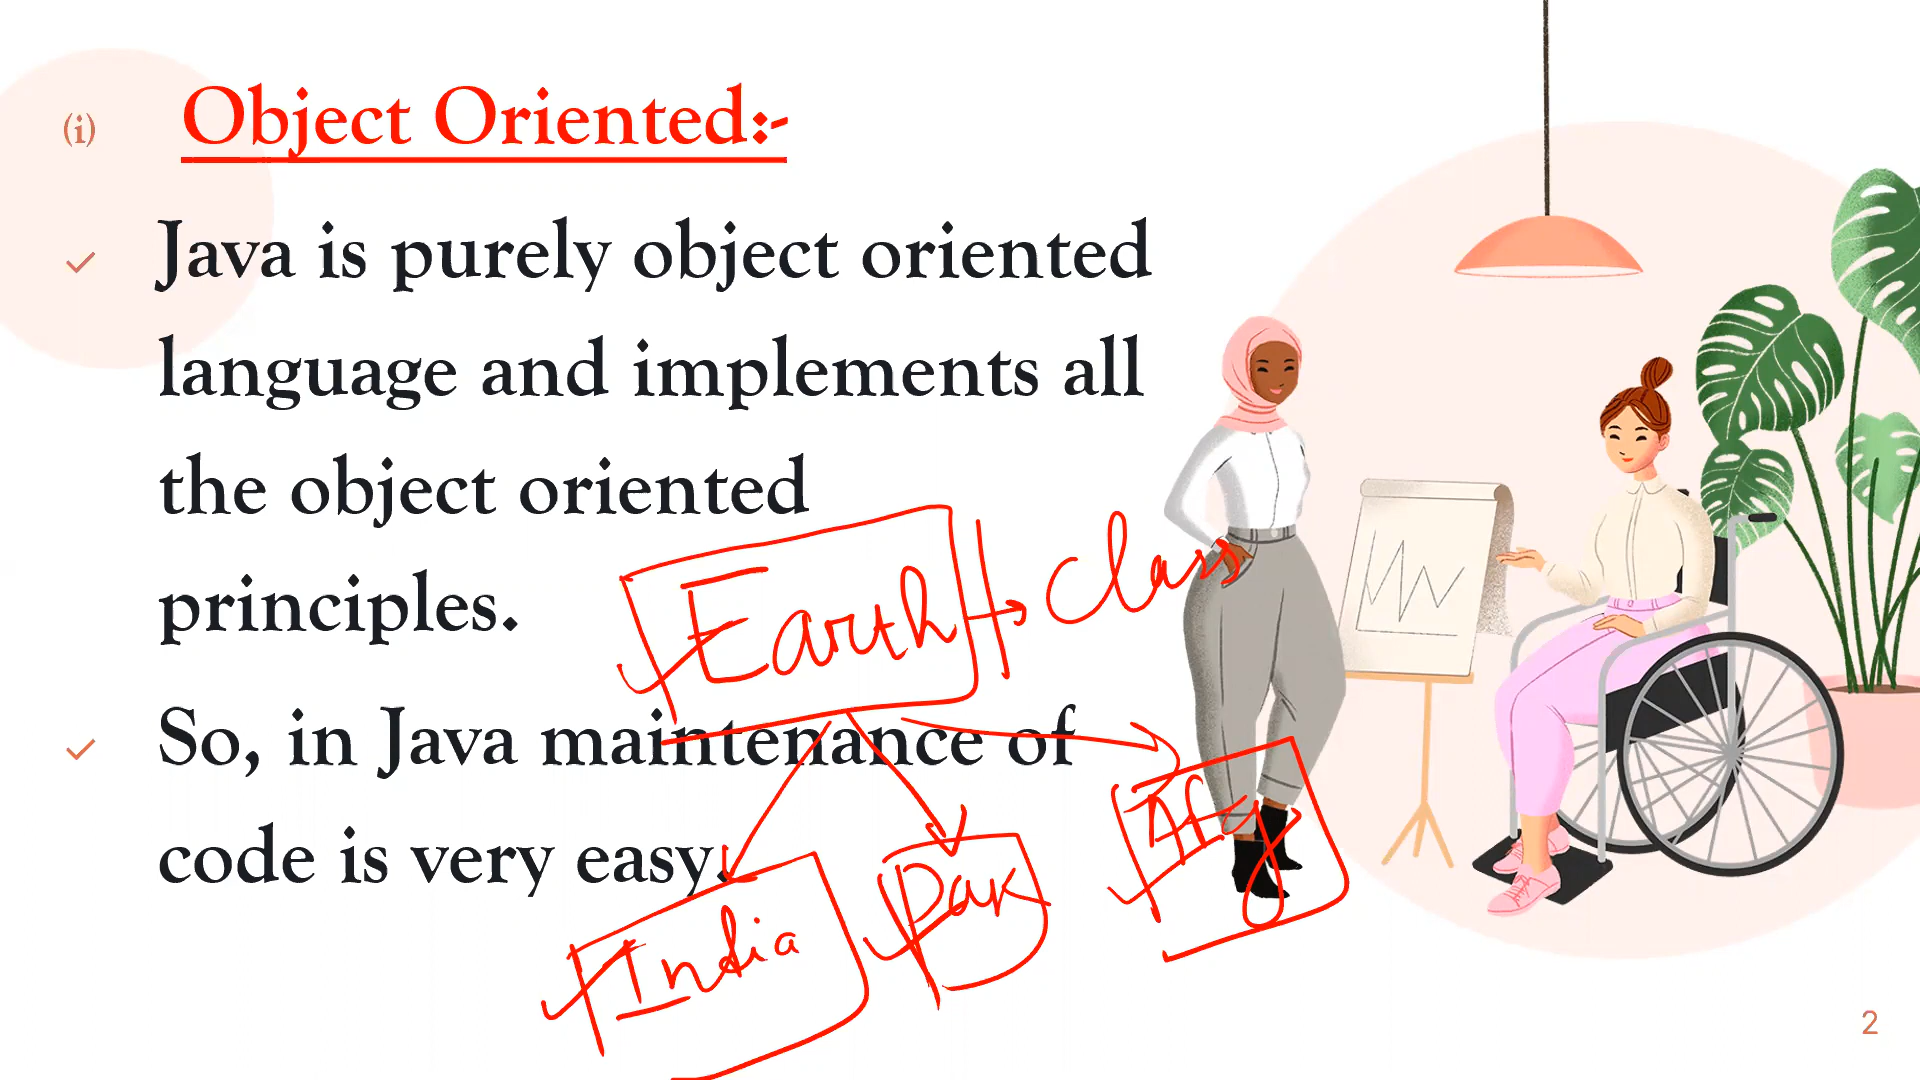 (i) Object Oriented:-
Java is purely object oriented
language and implements all
the object oriented
principles.
Earth
class
So, in Java maintenance of
code is very easy.
India
Pak
Afg
2